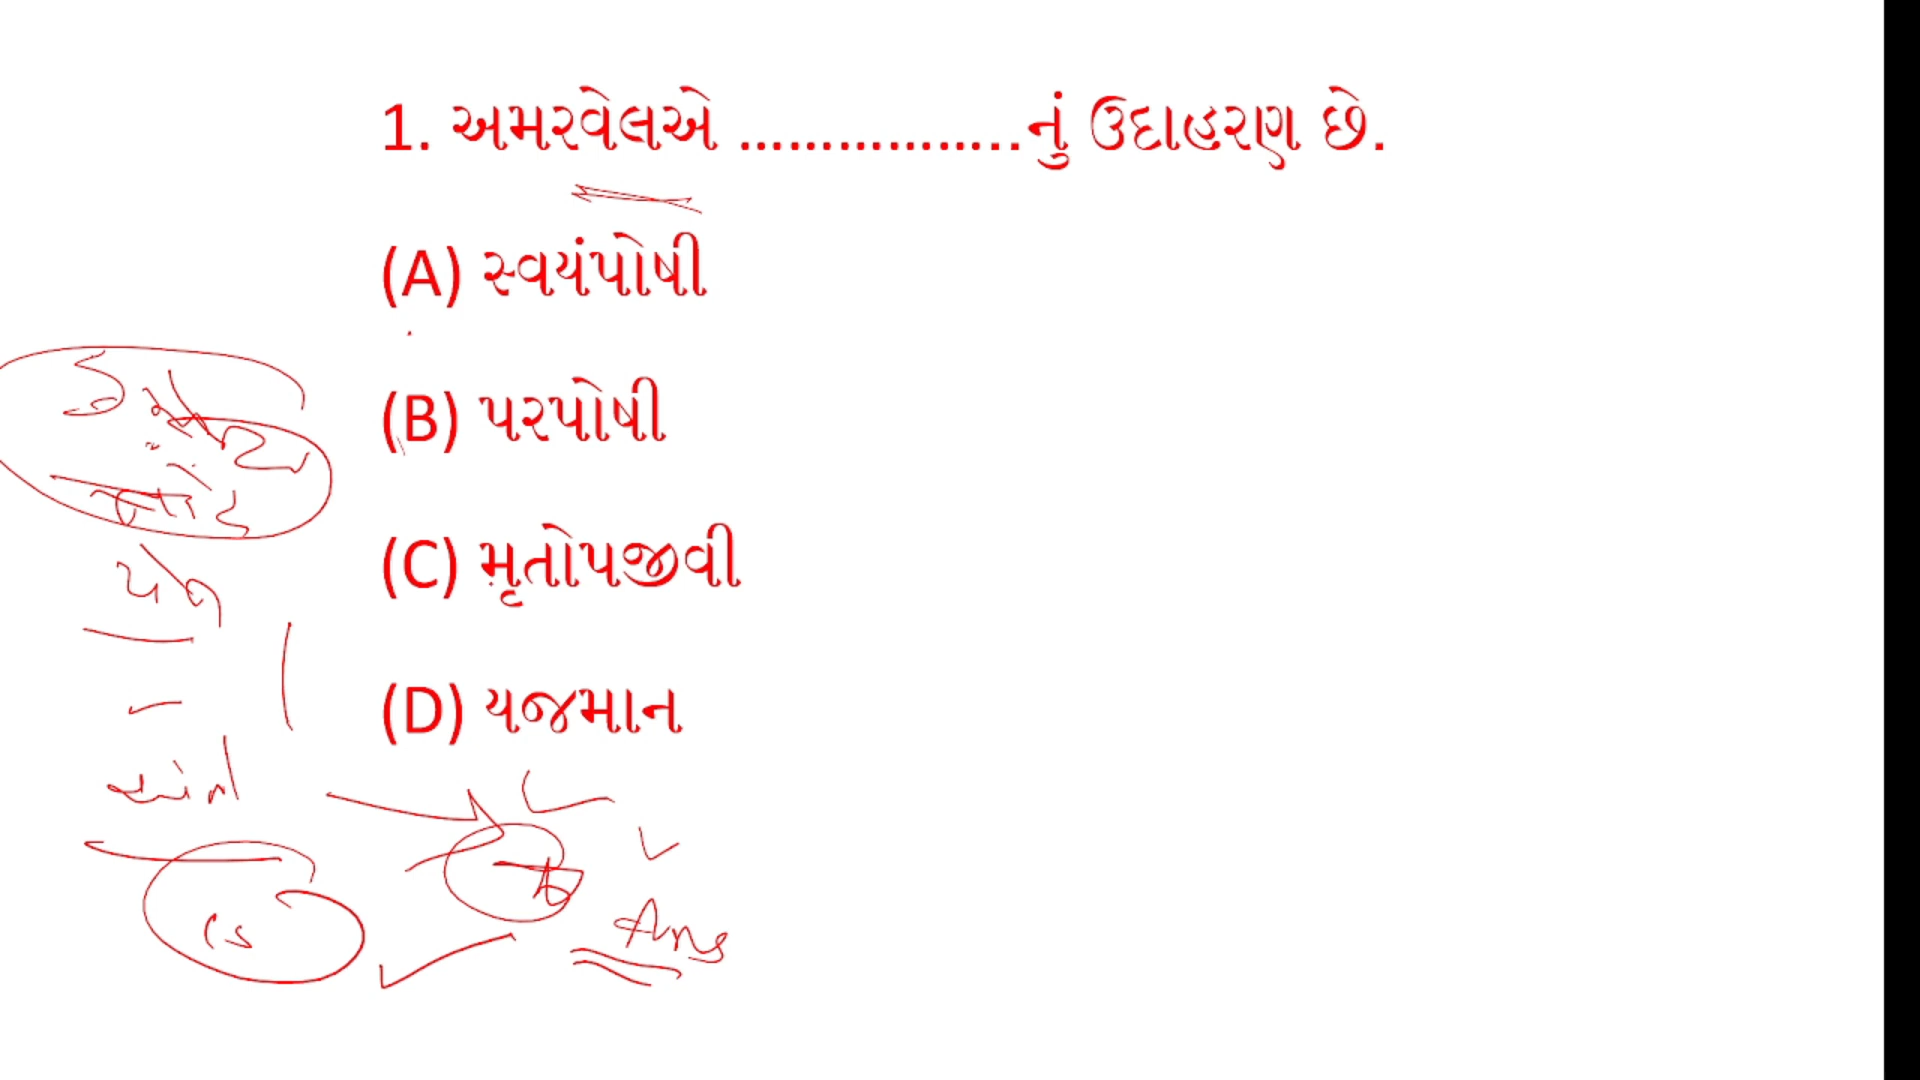 1. અમરવેલએ ……………..નું ઉદાહરણ છે.
(A) સ્વયંપોષી
(B) પરપોષી
(C) મૃતોપજીવી
(D) યજમાન
Ans